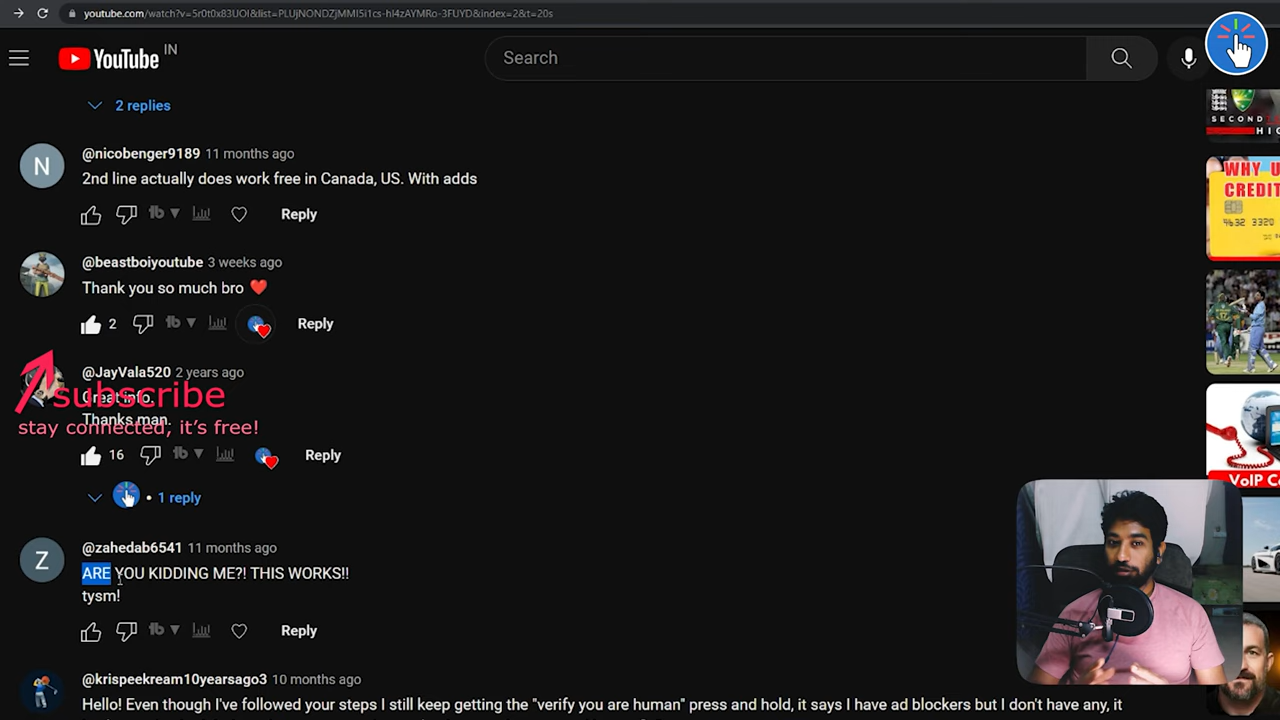 youtube.com/watch?v=5r0t0x83UOI&list=PLUjNONDZjMMI5i1cs-hl4zAYMRo-3FUYD&index=2&t=20s
YouTube IN
Search
2 replies
N
@nicobenger9189 11 months ago
2nd line actually does work free in Canada, US. With adds
Reply
@beastboiyoutube 3 weeks ago
Thank you so much bro ❤️
2 Reply
@JayVala520 2 years ago
Great info.
Thanks man.
subscribe
stay connected, it's free!
16 Reply
• 1 reply
Z
@zahedab6541 11 months ago
ARE YOU KIDDING ME?! THIS WORKS!!
tysm!
Reply
@krispeekream10yearsago3 10 months ago
Hello! Even though I've followed your steps I still keep getting the "verify you are human" press and hold, it says I have ad blockers but I don't have any, it
SECOND
HIG
WHY U
CREDIT
4632 3320
VoIP Co